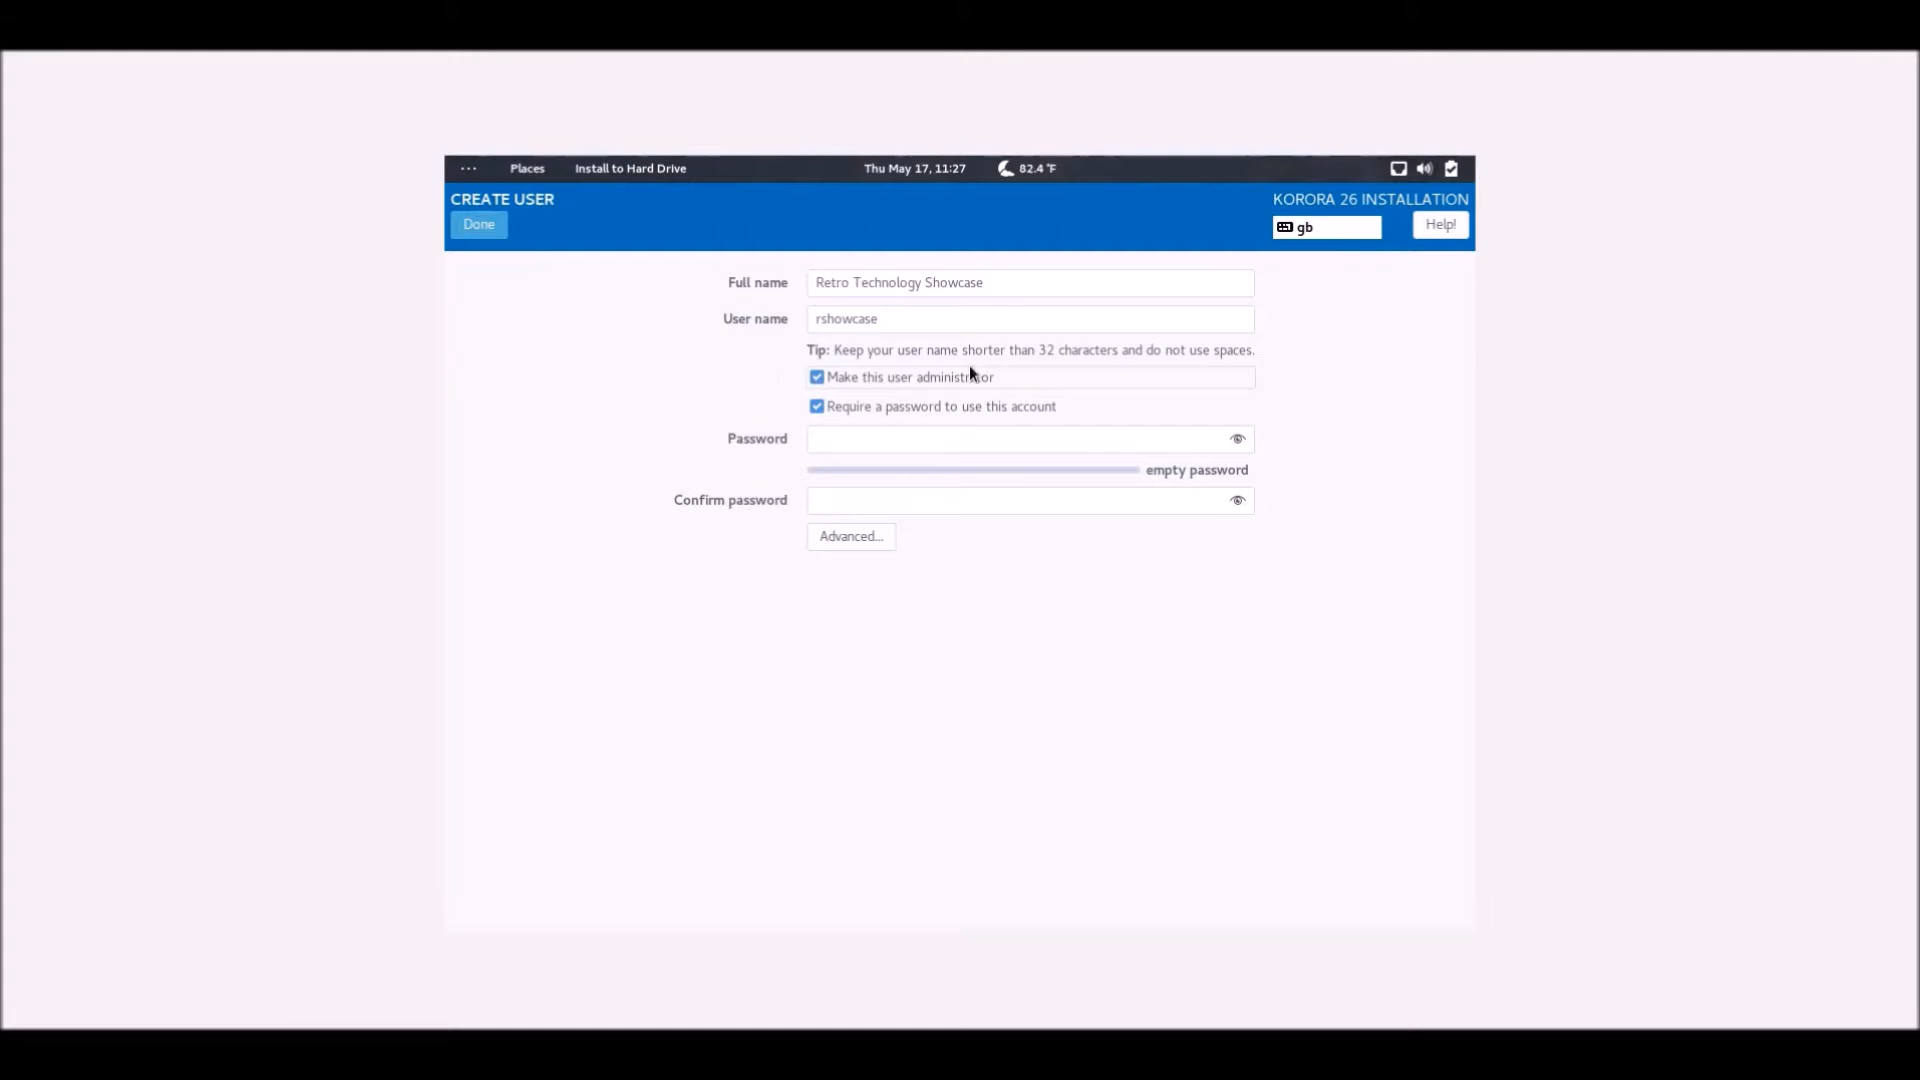 ... Places Install to Hard Drive Thu May 17, 11:27 82.4 °F
CREATE USER KORORA 26 INSTALLATION
Done gb Help!
Full name Retro Technology Showcase
User name rshowcase
Tip: Keep your user name shorter than 32 characters and do not use spaces.
Make this user administrator
Require a password to use this account
Password
empty password
Confirm password
Advanced...